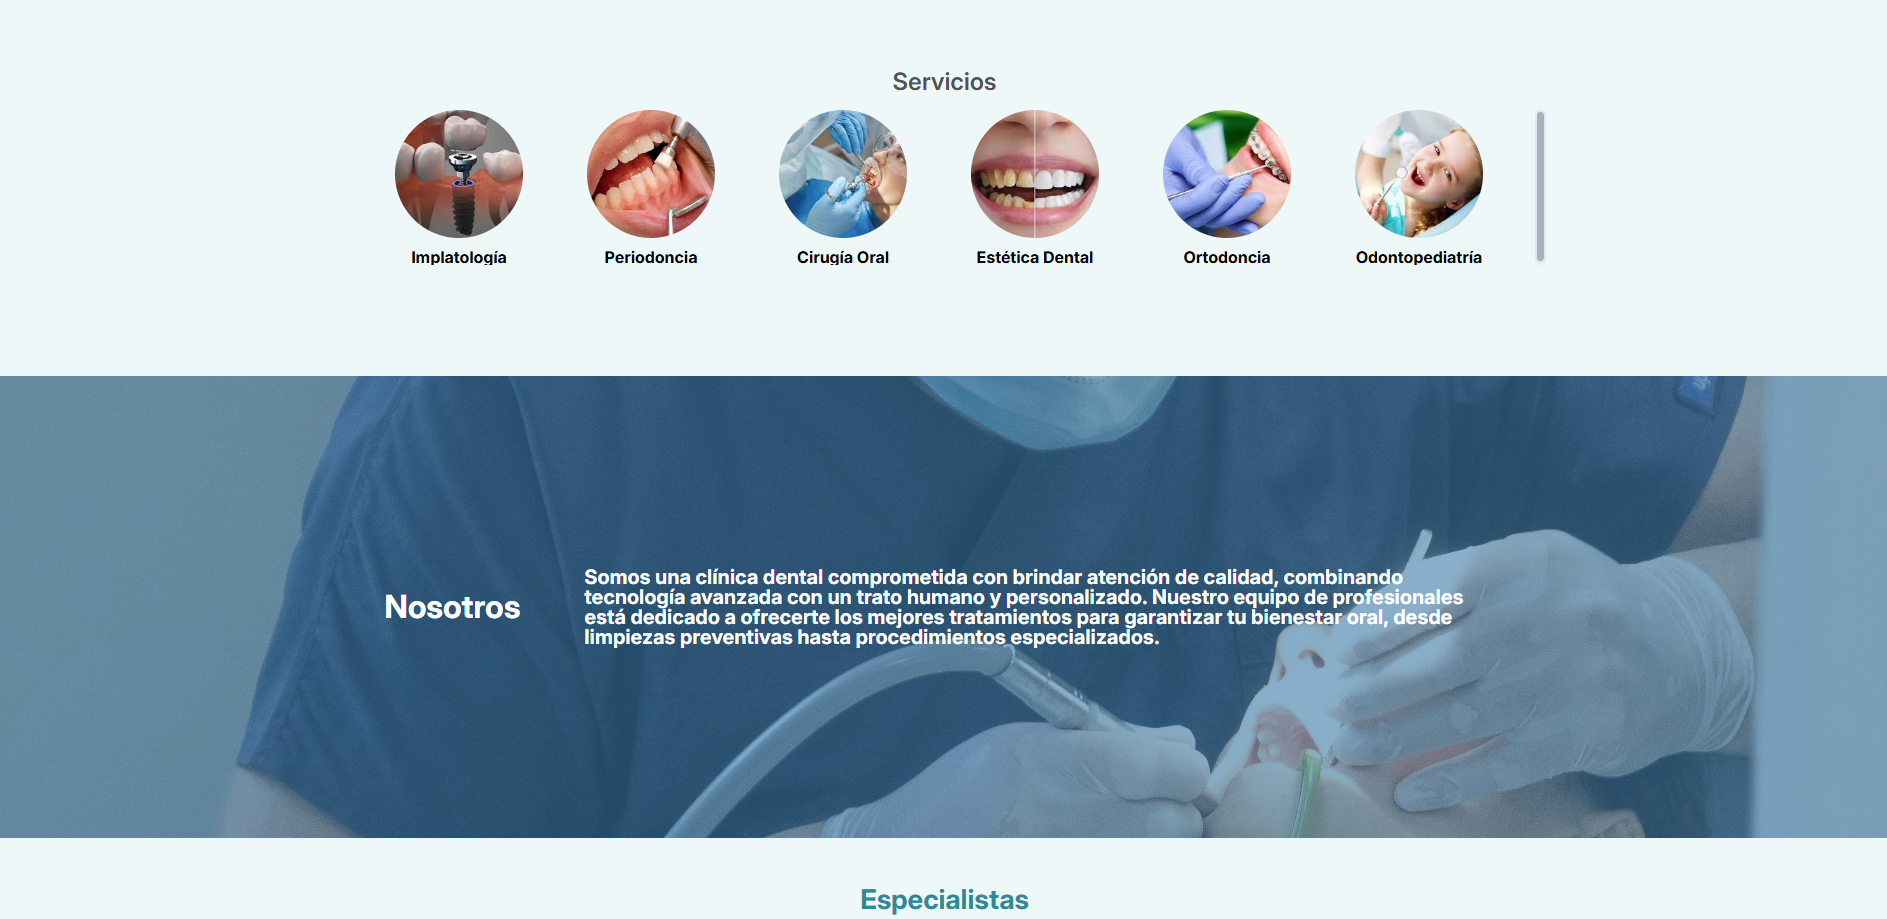 Servicios
Implatología
Periodoncia
Cirugía Oral
Estética Dental
Ortodoncia
Odontopediatría
Nosotros
Somos una clínica dental comprometida con brindar atención de calidad, combinando
tecnología avanzada con un trato humano y personalizado. Nuestro equipo de profesionales
está dedicado a ofrecerte los mejores tratamientos para garantizar tu bienestar oral, desde
limpiezas preventivas hasta procedimientos especializados.
Especialistas